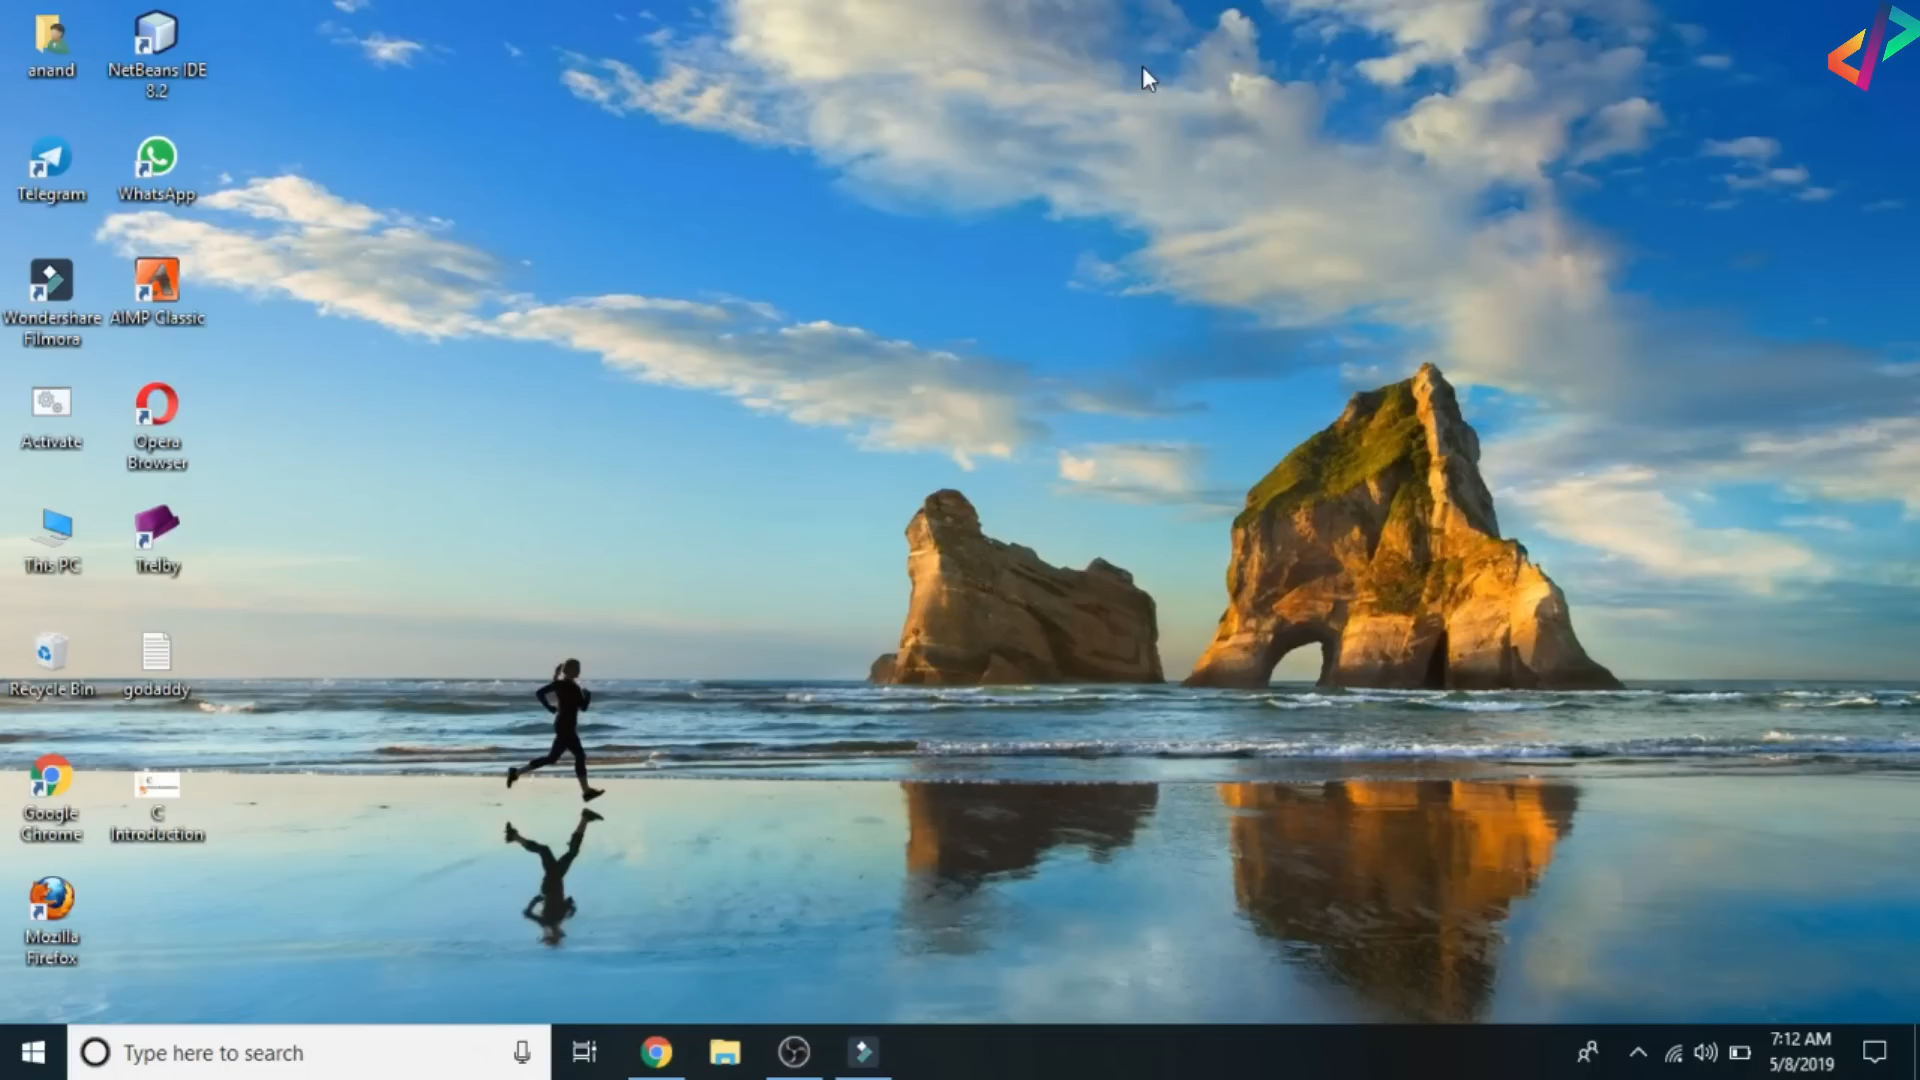 anand
NetBeans IDE
8.2
Telegram
WhatsApp
Wondershare
Filmora
AIMP Classic
Activate
Opera
Browser
This PC
Trelby
Recycle Bin
godaddy
Google
Chrome
C
Introduction
Mozilla
Firefox
Type here to search
7:12 AM
5/8/2019